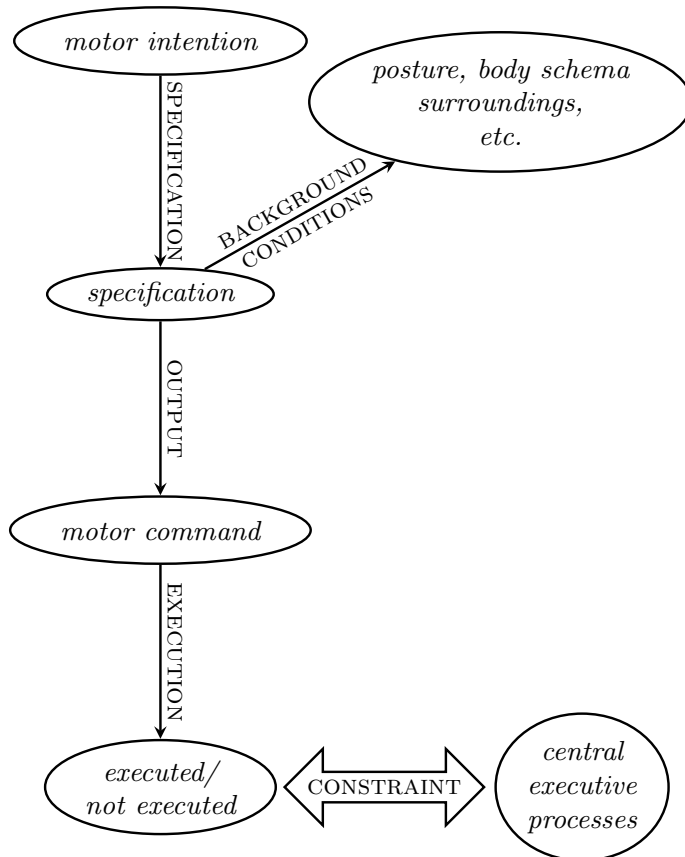 motor intention
posture, body schema
surroundings,
etc.
SPECIFICATION
BACKGROUND
CONDITIONS
specification
OUTPUT
motor command
EXECUTION
executed/
not executed
CONSTRAINT
central
executive
processes